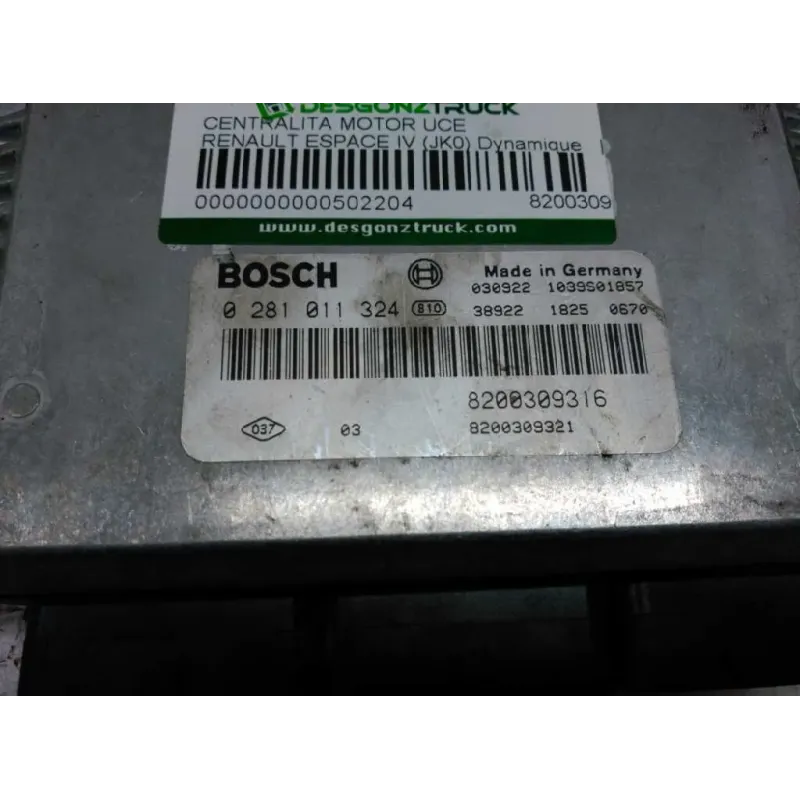 DESGONZTRUCK
CENTRALITA MOTOR UCE
RENAULT ESPACE IV (JK0) Dynamique
0000000000502204 8200309
www.desgonztruck.com
BOSCH Made in Germany
030922 1039S01857
0 281 011 324 B10 38922 1825 0670
8200309316
037 03 8200309321